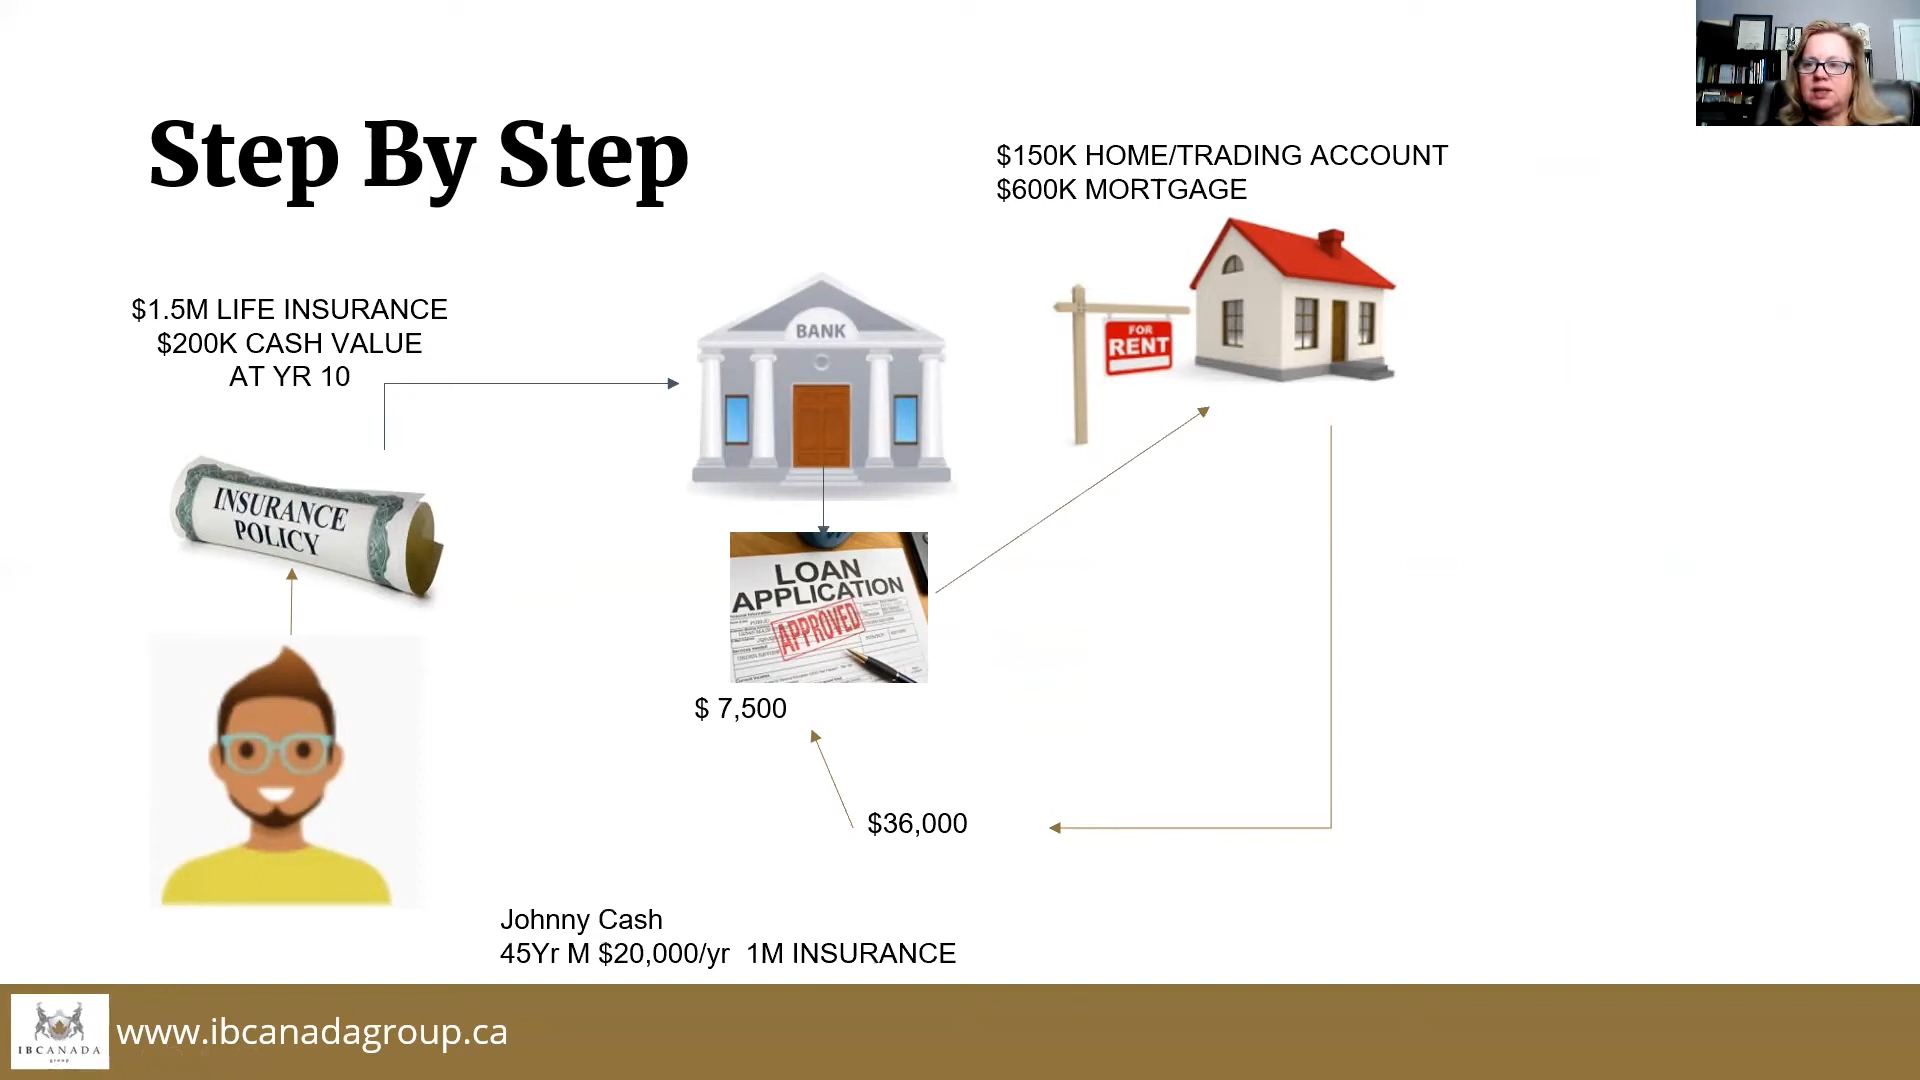 Step By Step
$150K HOME/TRADING ACCOUNT
$600K MORTGAGE
$1.5M LIFE INSURANCE
$200K CASH VALUE
AT YR 10
BANK
FOR
RENT
INSURANCE
POLICY
LOAN
APPLICATION
APPROVED
$ 7,500
$36,000
Johnny Cash
45Yr M $20,000/yr 1M INSURANCE
IBCANADA
group
www.ibcanadagroup.ca